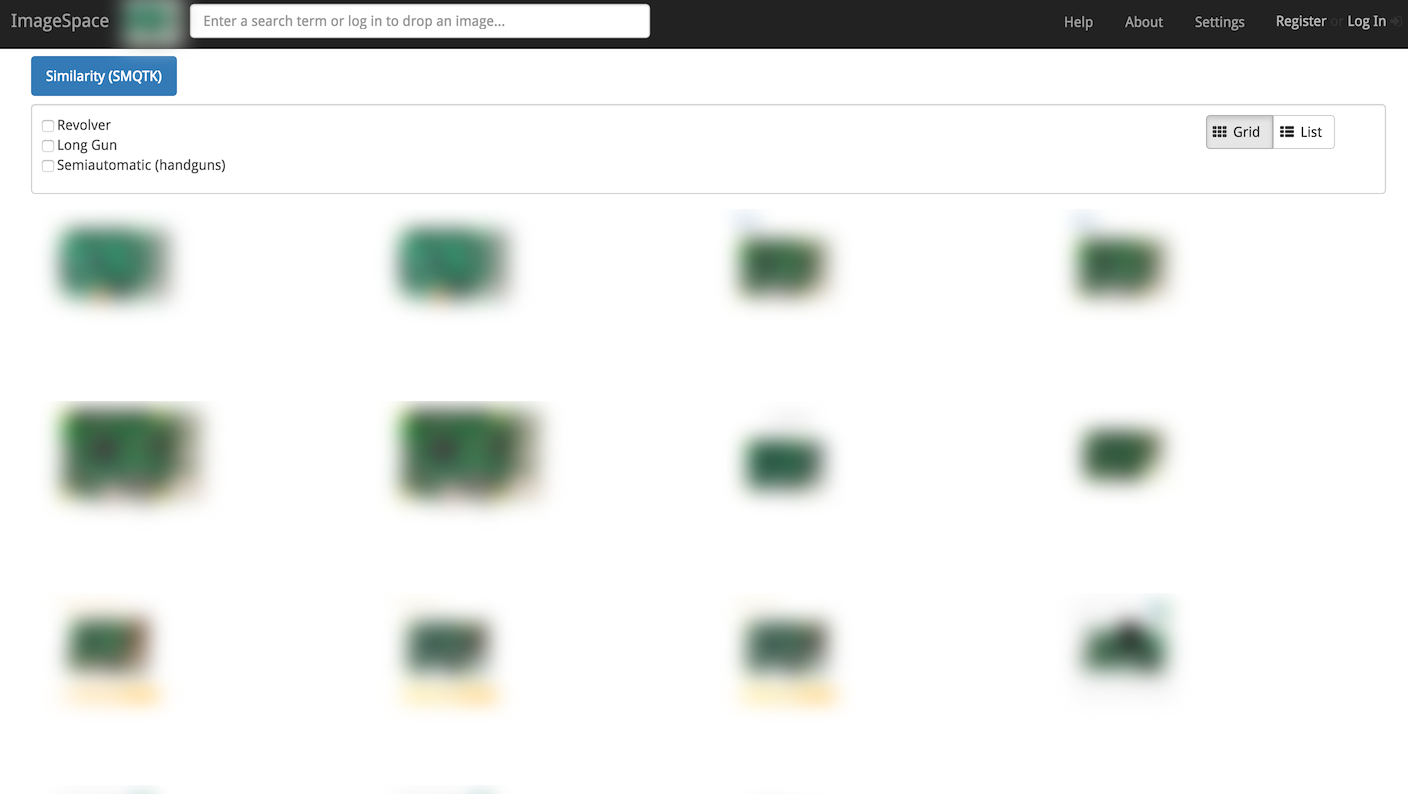 ImageSpace
Enter a search term or log in to drop an image...
Help About Settings Register or Log In
Similarity (SMQTK)
Revolver
Long Gun
Semiautomatic (handguns)
Grid List